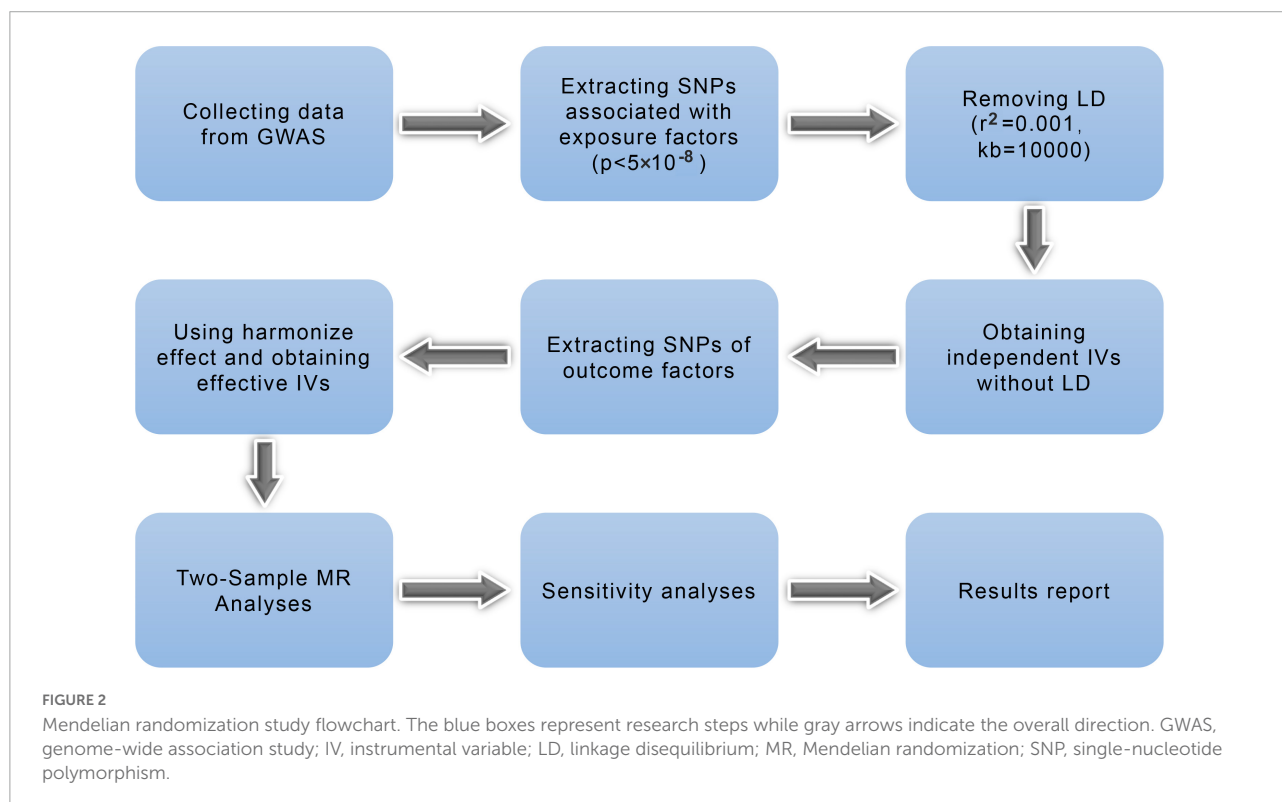 Collecting data
from GWAS
Extracting SNPs
associated with
exposure factors
(p<5×10⁻⁸)
Removing LD
(r²=0.001,
kb=10000)
Using harmonize
effect and obtaining
effective IVs
Extracting SNPs of
outcome factors
Obtaining
independent IVs
without LD
Two-Sample MR
Analyses
Sensitivity analyses
Results report
FIGURE 2
Mendelian randomization study flowchart. The blue boxes represent research steps while gray arrows indicate the overall direction. GWAS,
genome-wide association study; IV, instrumental variable; LD, linkage disequilibrium; MR, Mendelian randomization; SNP, single-nucleotide
polymorphism.